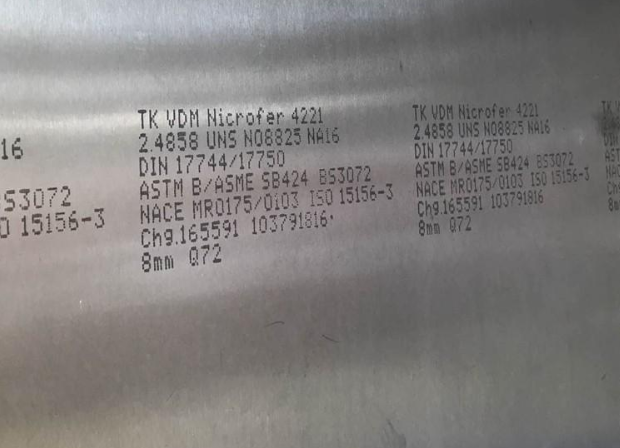 16
BS3072
O 15156-3
TK VDM Nicrofer 4221
2.4858 UNS N08825 NA16
DIN 17744/17750
ASTM B/ASME SB424 BS3072
NACE MR0175/0103 ISO 15156-3
Chg.165591 103791816
8mm Q72
TK VDM Nicrofer 4221
2.4858 UNS N08825 NA16
DIN 17744/17750
ASTM B/ASME SB424 BS3072
NACE MR0175/0103 ISO 15156-3
Chg.165591 103791816
8mm Q72